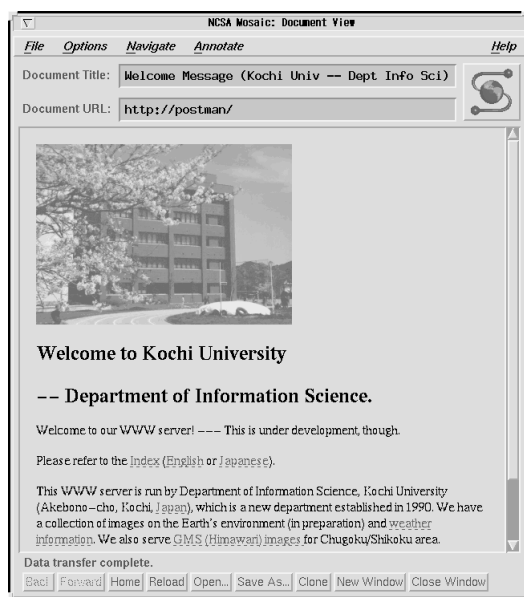 NCSA Mosaic: Document View
File Options Navigate Annotate Help
Document Title: Welcome Message (Kochi Univ -- Dept Info Sci)
Document URL: http://postman/
Welcome to Kochi University
-- Department of Information Science.
Welcome to our WWW server! --- This is under development, though.
Please refer to the Index (English or Japanese).
This WWW server is run by Department of Information Science, Kochi University
(Akebono-cho, Kochi, Japan), which is a new department established in 1990. We have
a collection of images on the Earth's environment (in preparation) and weather
information. We also serve GMS (Himawari) images for Chugoku/Shikoku area.
Data transfer complete.
Back Forward Home Reload Open... Save As... Clone New Window Close Window